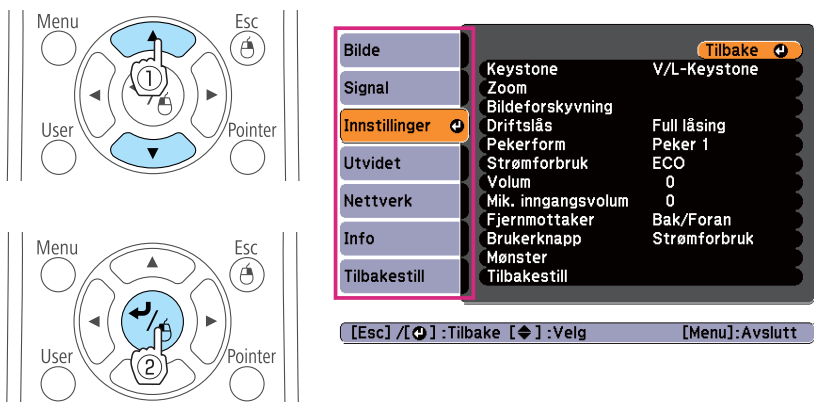 Menu Esc
1
User Pointer
Menu Esc
2
User Pointer
Bilde
Signal
Innstillinger
Utvidet
Nettverk
Info
Tilbakestill
Tilbake
Keystone V/L-Keystone
Zoom
Bildeforskyvning
Driftslås Full låsing
Pekerform Peker 1
Strømforbruk ECO
Volum 0
Mik. inngangsvolum 0
Fjernmottaker Bak/Foran
Brukerknapp Strømforbruk
Mønster
Tilbakestill
[Esc] /[ ] :Tilbake [ ] :Velg [Menu]:Avslutt